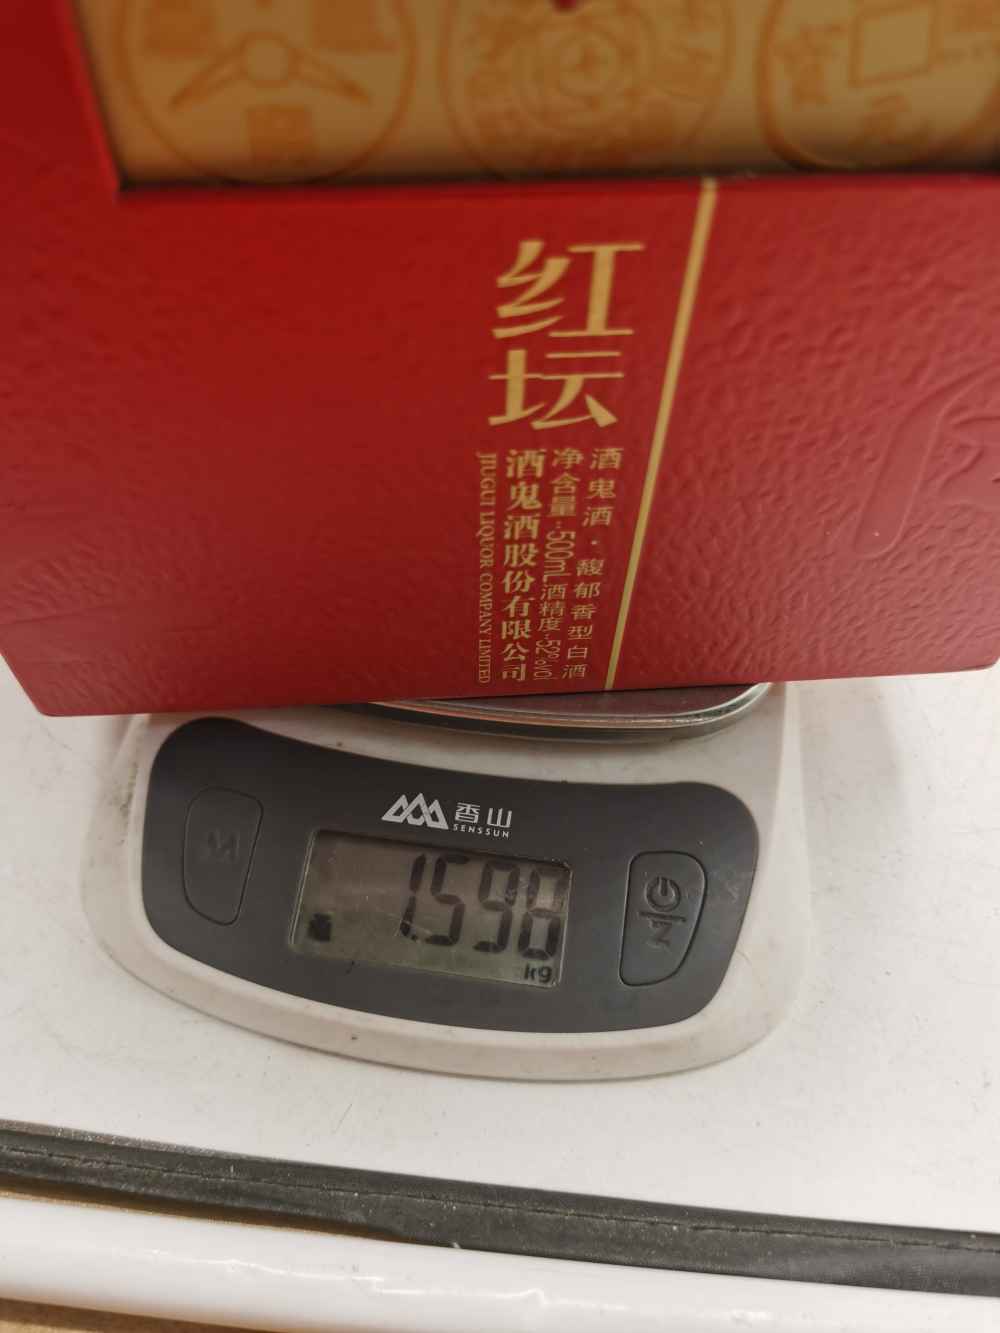 红坛
酒鬼酒·馥郁香型白酒
净含量:500mL 酒精度:52%vol
酒鬼酒股份有限公司
JIUGUI LIQUOR COMPANY LIMITED
香山
SENSSUN
1.598
kg
M
N